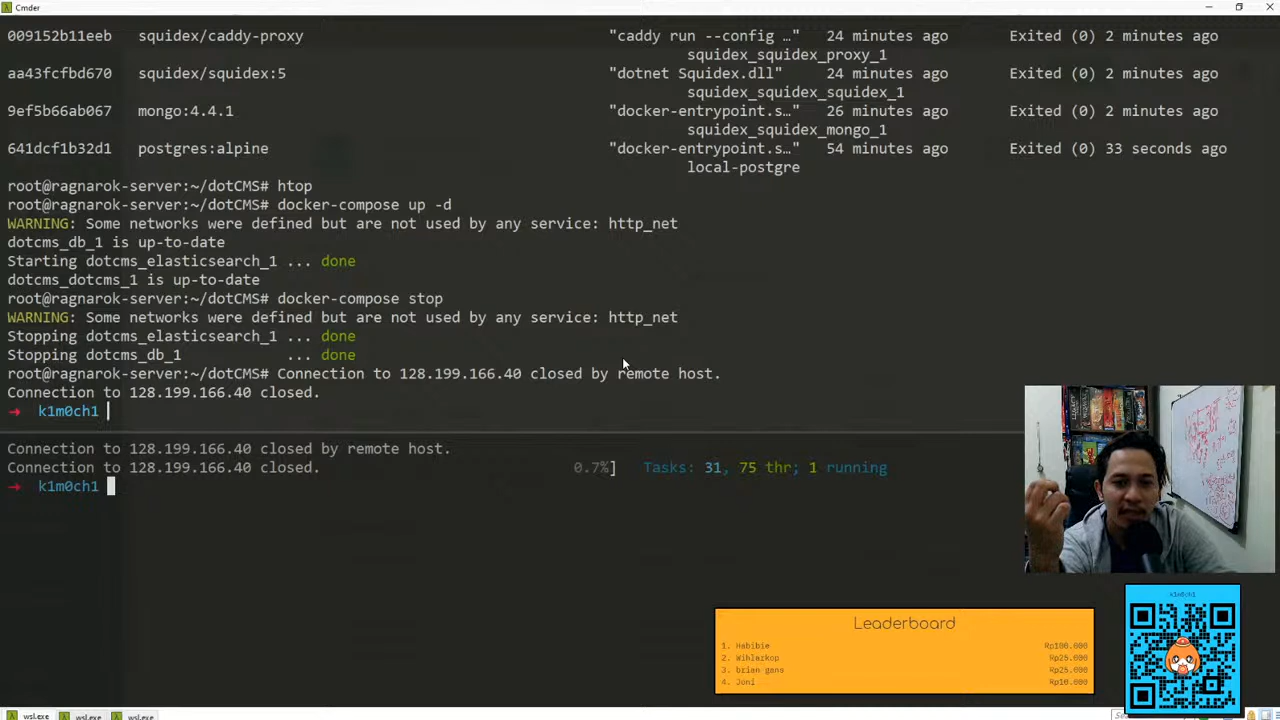 Cmder
009152b11eeb squidex/caddy-proxy "caddy run --config …" 24 minutes ago Exited (0) 2 minutes ago
squidex_squidex_proxy_1
aa43fcfbd670 squidex/squidex:5 "dotnet Squidex.dll" 24 minutes ago Exited (0) 2 minutes ago
squidex_squidex_squidex_1
9ef5b66ab067 mongo:4.4.1 "docker-entrypoint.s…" 26 minutes ago Exited (0) 2 minutes ago
squidex_squidex_mongo_1
641dcf1b32d1 postgres:alpine "docker-entrypoint.s…" 54 minutes ago Exited (0) 33 seconds ago
local-postgre
root@ragnarok-server:~/dotCMS# htop
root@ragnarok-server:~/dotCMS# docker-compose up -d
WARNING: Some networks were defined but are not used by any service: http_net
dotcms_db_1 is up-to-date
Starting dotcms_elasticsearch_1 ... done
dotcms_dotcms_1 is up-to-date
root@ragnarok-server:~/dotCMS# docker-compose stop
WARNING: Some networks were defined but are not used by any service: http_net
Stopping dotcms_elasticsearch_1 ... done
Stopping dotcms_db_1 ... done
root@ragnarok-server:~/dotCMS# Connection to 128.199.166.40 closed by remote host.
Connection to 128.199.166.40 closed.
➜ k1m0ch1
Connection to 128.199.166.40 closed by remote host.
Connection to 128.199.166.40 closed. 0.7%] Tasks: 31, 75 thr; 1 running
➜ k1m0ch1
k1m0ch1
Leaderboard
1. Habibie Rp100.000
2. Wihlarkop Rp25.000
3. brian gans Rp25.000
4. Joni Rp10.000
wsl.exe wsl.exe wsl.exe